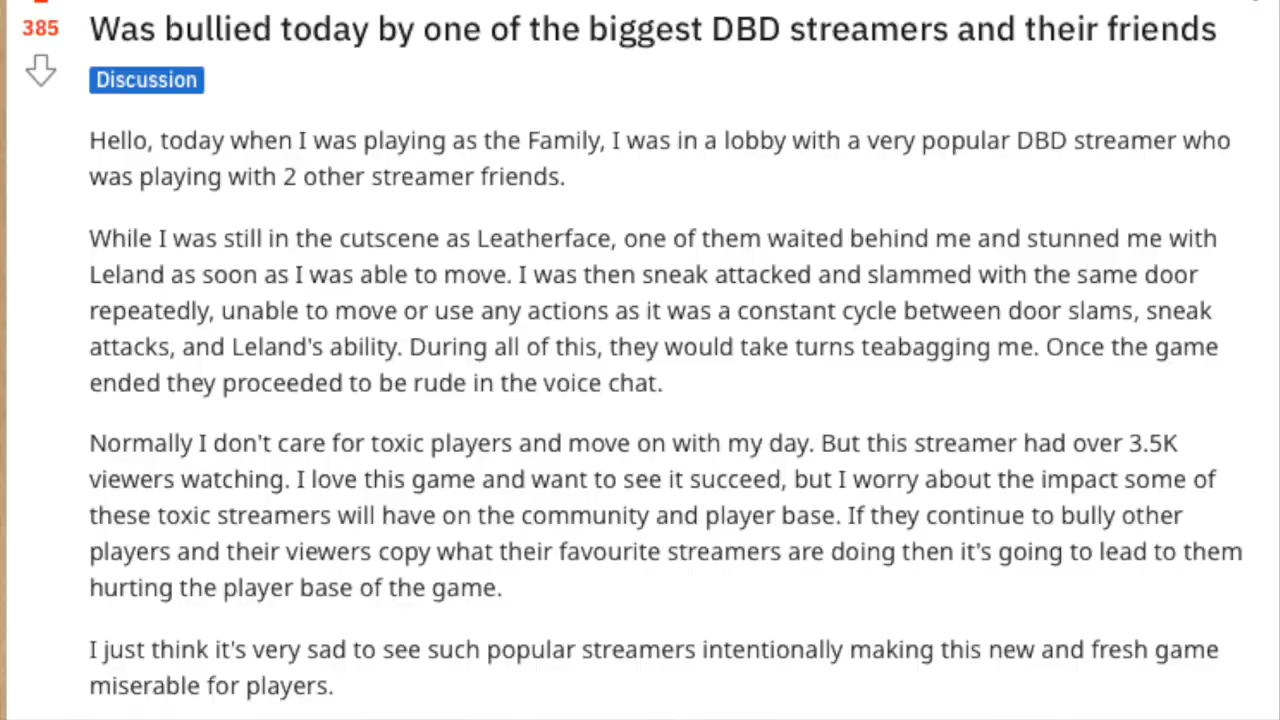 385
Was bullied today by one of the biggest DBD streamers and their friends
Discussion
Hello, today when I was playing as the Family, I was in a lobby with a very popular DBD streamer who
was playing with 2 other streamer friends.
While I was still in the cutscene as Leatherface, one of them waited behind me and stunned me with
Leland as soon as I was able to move. I was then sneak attacked and slammed with the same door
repeatedly, unable to move or use any actions as it was a constant cycle between door slams, sneak
attacks, and Leland's ability. During all of this, they would take turns teabagging me. Once the game
ended they proceeded to be rude in the voice chat.
Normally I don't care for toxic players and move on with my day. But this streamer had over 3.5K
viewers watching. I love this game and want to see it succeed, but I worry about the impact some of
these toxic streamers will have on the community and player base. If they continue to bully other
players and their viewers copy what their favourite streamers are doing then it's going to lead to them
hurting the player base of the game.
I just think it's very sad to see such popular streamers intentionally making this new and fresh game
miserable for players.